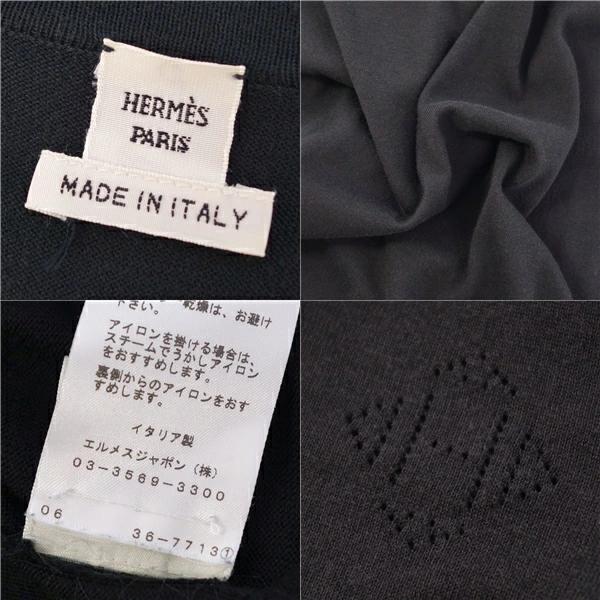 HERMÈS
PARIS
MADE IN ITALY
乾燥は、お避け
下さい。
アイロンを掛ける場合は、
スチームでうかしアイロン
をおすすめします。
裏側からのアイロンをおす
すめします。
イタリア製
エルメスジャポン(株)
03-3569-3300
06
36-7713①